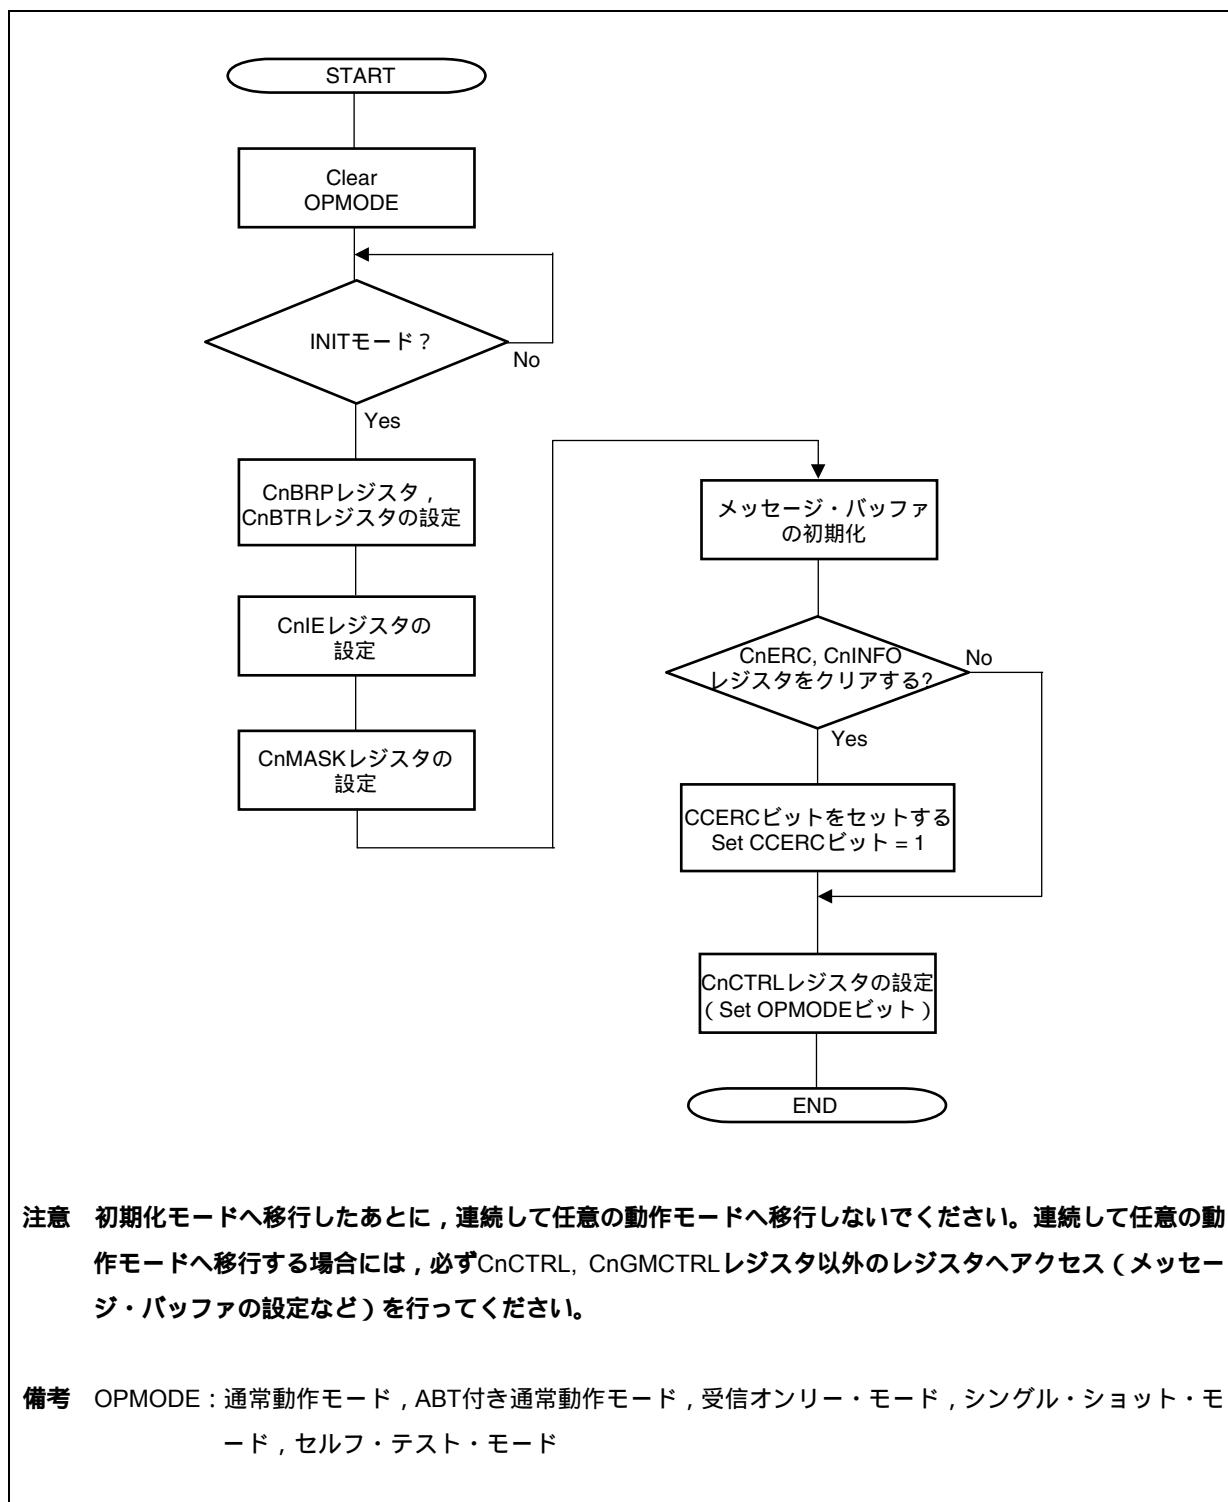 START
Clear
OPMODE
INITモード？
No
Yes
CnBRPレジスタ，
CnBTRレジスタの設定
CnIEレジスタの
設定
CnMASKレジスタの
設定
メッセージ・バッファ
の初期化
CnERC, CnINFO
レジスタをクリアする?
No
Yes
CCERCビットをセットする
Set CCERCビット = 1
CnCTRLレジスタの設定
（Set OPMODEビット）
END
注意　初期化モードへ移行したあとに，連続して任意の動作モードへ移行しないでください。連続して任意の動
作モードへ移行する場合には，必ずCnCTRL, CnGMCTRLレジスタ以外のレジスタへアクセス（メッセー
ジ・バッファの設定など）を行ってください。
備考　OPMODE：通常動作モード，ABT付き通常動作モード，受信オンリー・モード，シングル・ショット・モ
ード，セルフ・テスト・モード